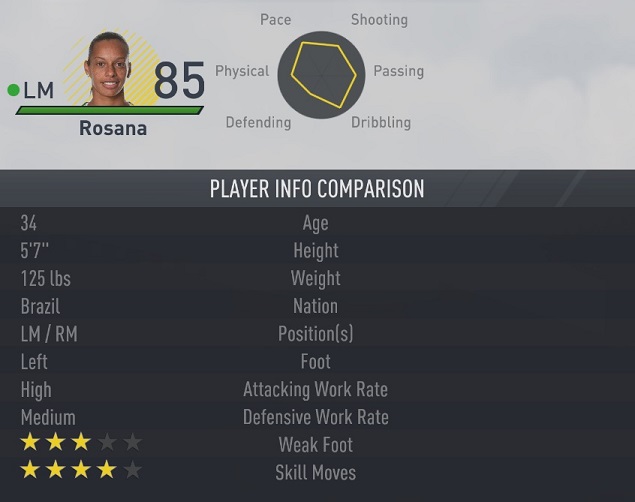 Pace Shooting
LM 85 Physical Passing
Rosana Defending Dribbling
PLAYER INFO COMPARISON
34 Age
5'7" Height
125 lbs Weight
Brazil Nation
LM / RM Position(s)
Left Foot
High Attacking Work Rate
Medium Defensive Work Rate
Weak Foot
Skill Moves